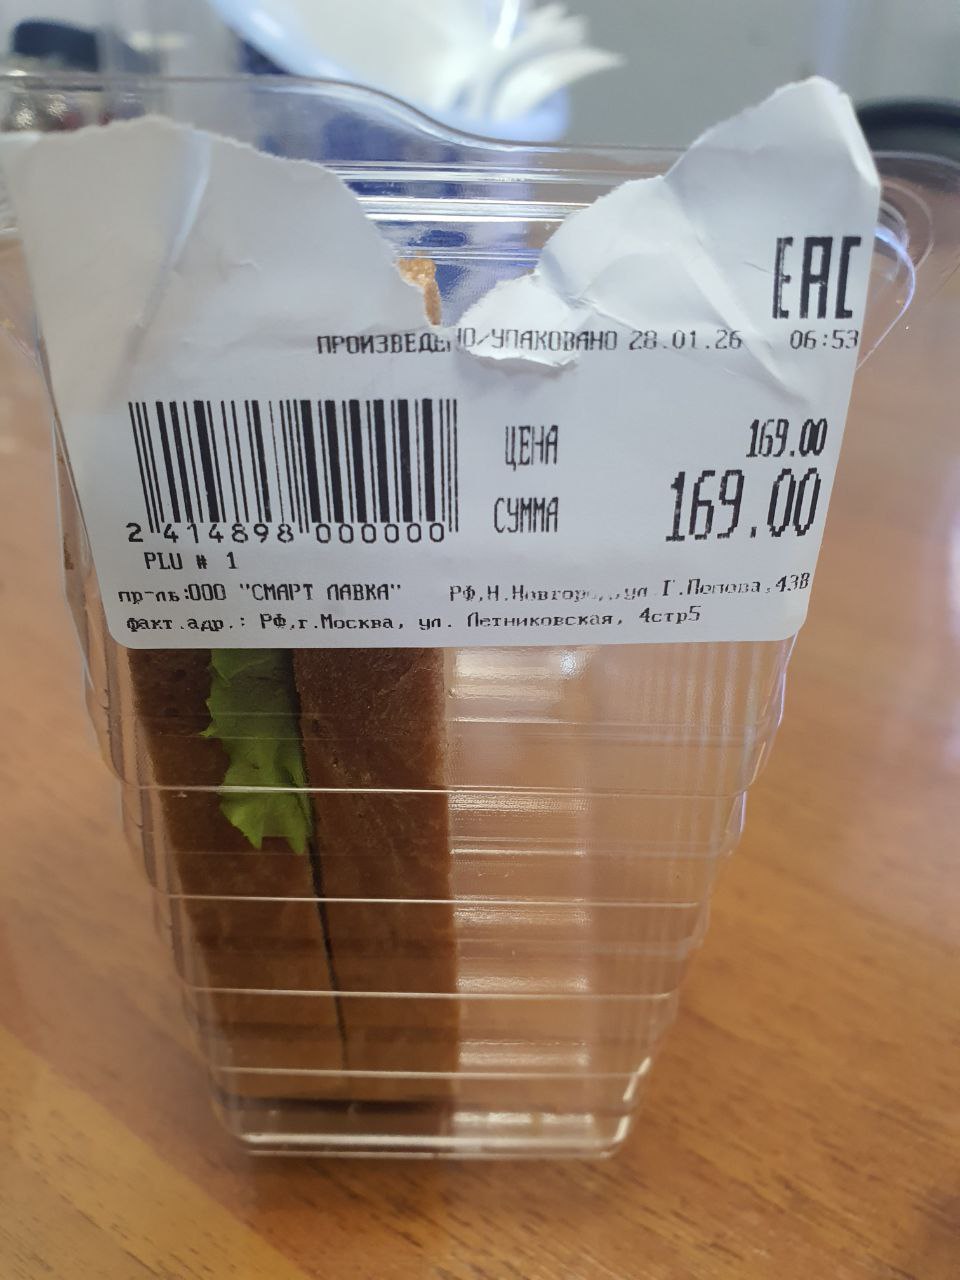 EAC
ПРОИЗВЕДЕНО/УПАКОВАНО 28.01.26 06:53
ЦЕНА 169.00
СУММА 169.00
2 414898 000000
PLU # 1
пр-ль:ООО "СМАРТ ЛАВКА" РФ,Н.Новгород,ул.Г.Попова,43В
факт.адр.: РФ,г.Москва, ул. Летниковская, 4стр5